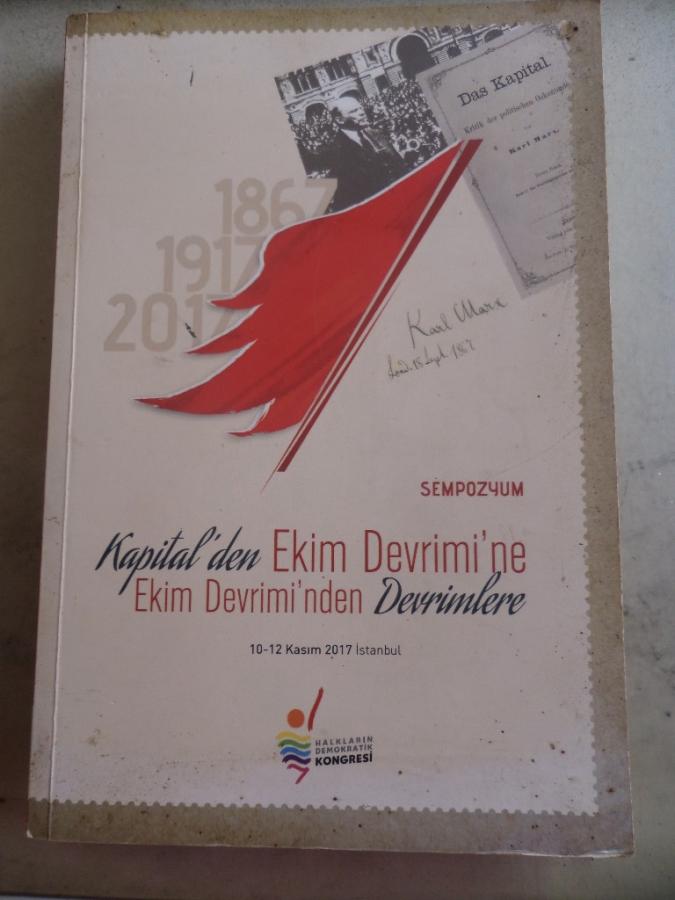 Das Kapital.
Kritik der politischen Oekonomie
Karl Marx.
1867
1917
2017
Karl Marx
SEMPOZYUM
Kapital'den Ekim Devrimi'ne
Ekim Devrimi'nden Devrimlere
10-12 Kasım 2017 İstanbul
HALKLARIN
DEMOKRATİK
KONGRESİ